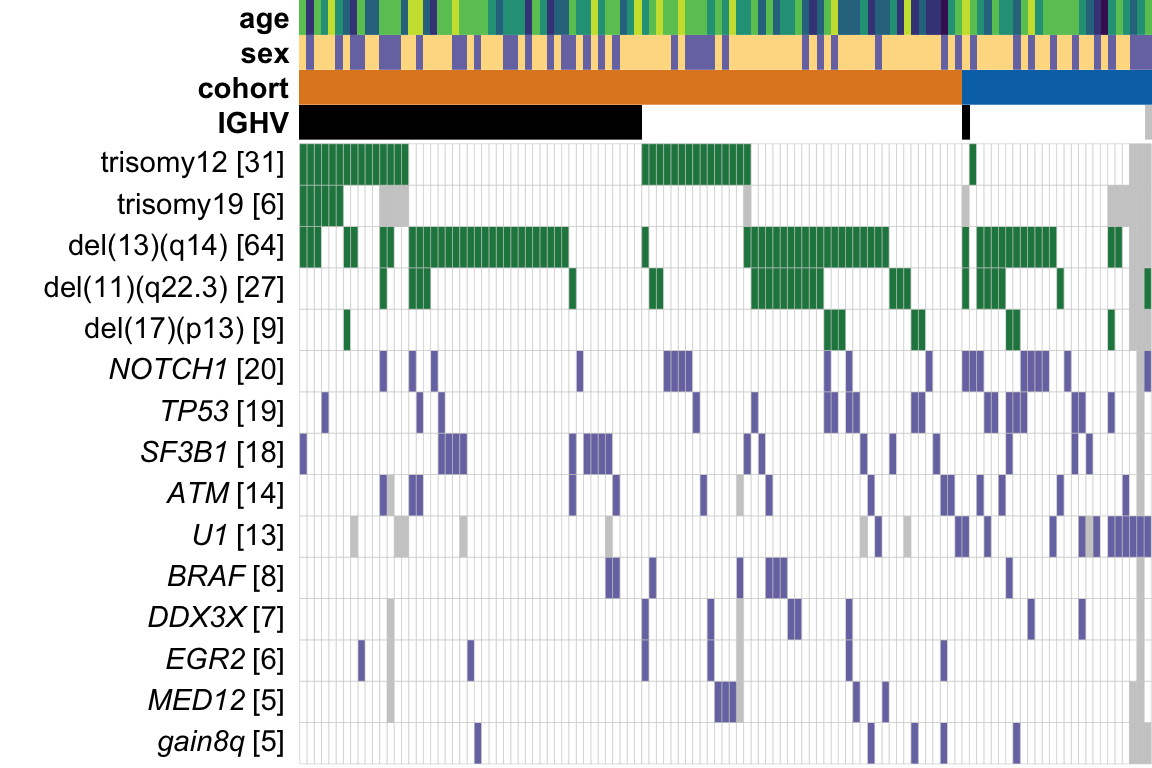 age
sex
cohort
IGHV
trisomy12 [31]
trisomy19 [6]
del(13)(q14) [64]
del(11)(q22.3) [27]
del(17)(p13) [9]
NOTCH1 [20]
TP53 [19]
SF3B1 [18]
ATM [14]
U1 [13]
BRAF [8]
DDX3X [7]
EGR2 [6]
MED12 [5]
gain8q [5]